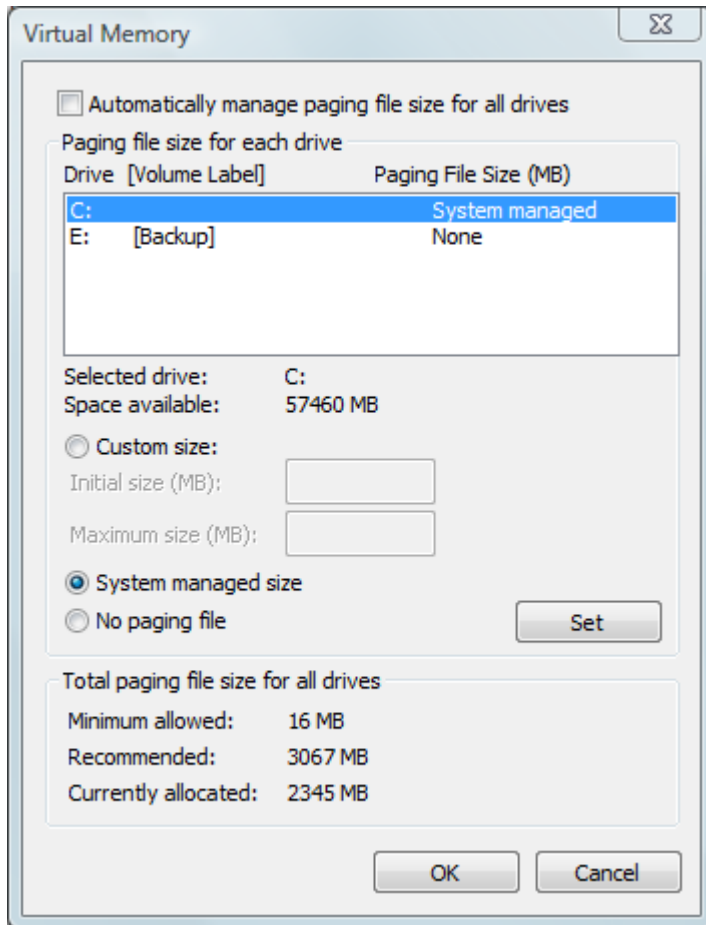 Virtual Memory
Automatically manage paging file size for all drives
Paging file size for each drive
Drive [Volume Label] Paging File Size (MB)
C: System managed
E: [Backup] None
Selected drive: C:
Space available: 57460 MB
Custom size:
Initial size (MB):
Maximum size (MB):
System managed size
No paging file Set
Total paging file size for all drives
Minimum allowed: 16 MB
Recommended: 3067 MB
Currently allocated: 2345 MB
OK Cancel